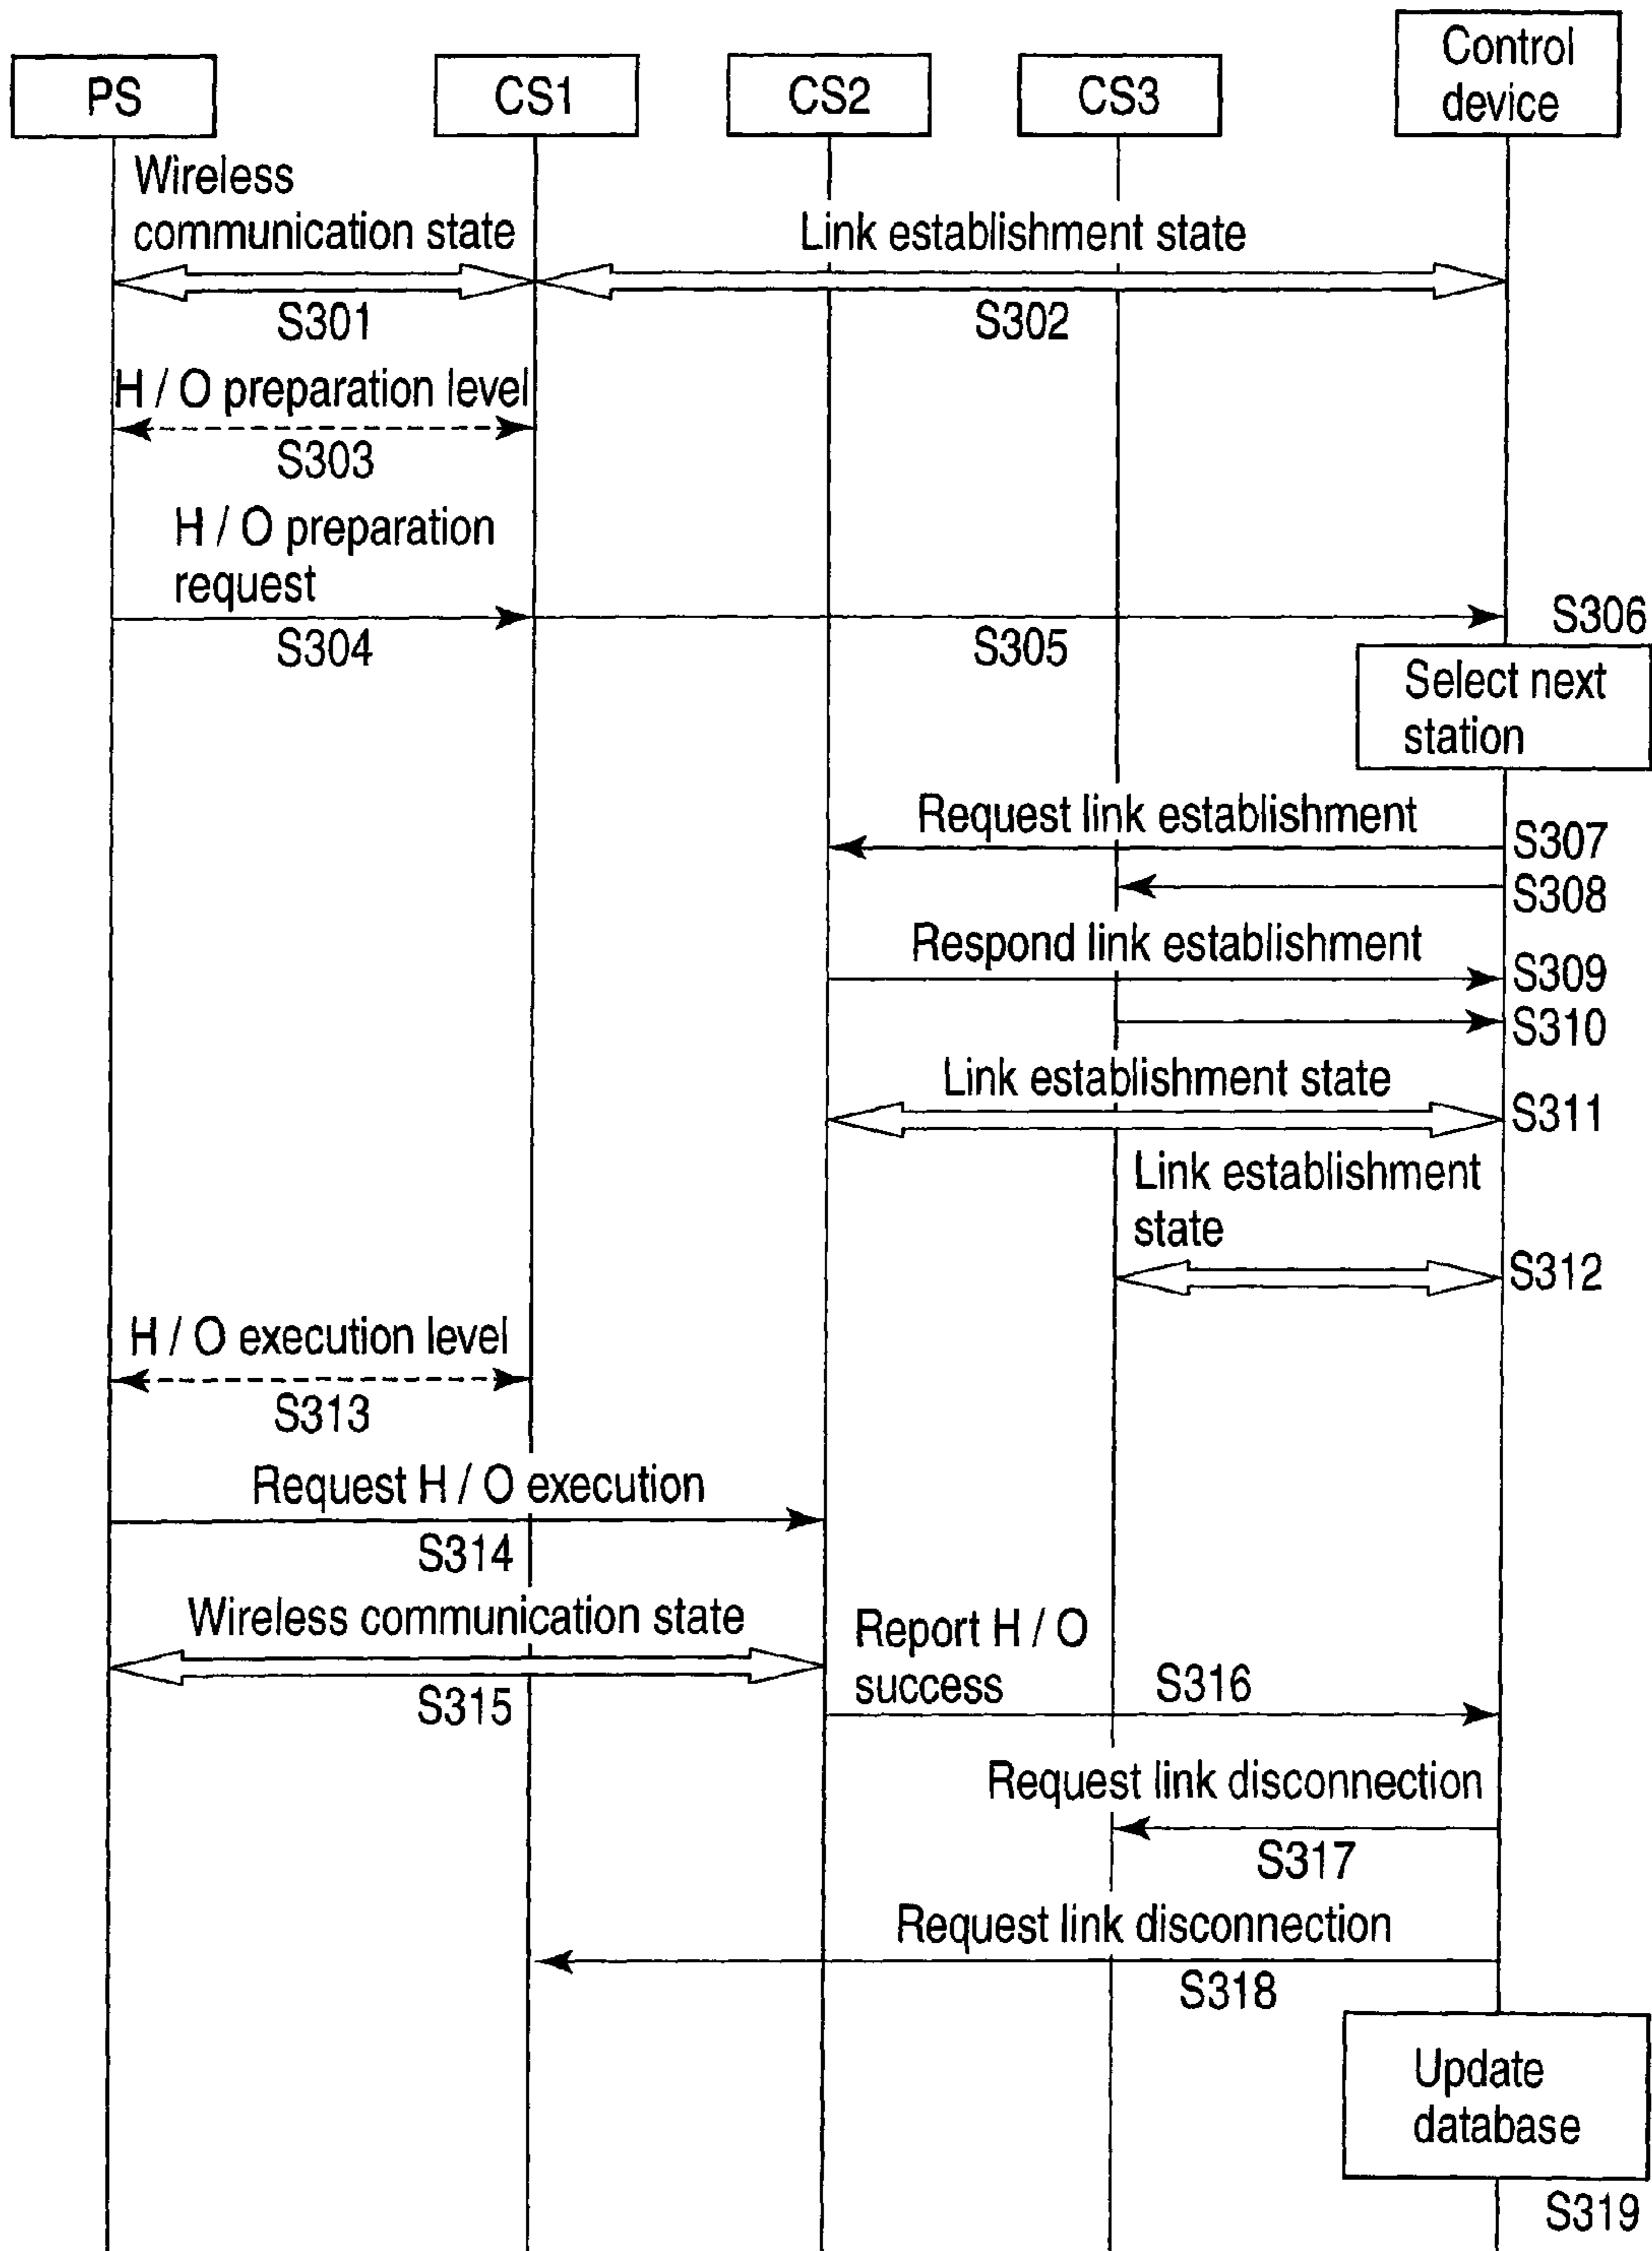 PS
CS1
CS2
CS3
Control
device
Wireless
communication state
Link establishment state
S301
S302
H / O preparation level
S303
H / O preparation
request
S304
S305
S306
Select next
station
Request link establishment
S307
S308
Respond link establishment
S309
S310
Link establishment state
S311
Link establishment
state
S312
H / O execution level
S313
Request H / O execution
S314
Wireless communication state
S315
Report H / O
success
S316
Request link disconnection
S317
Request link disconnection
S318
Update
database
S319